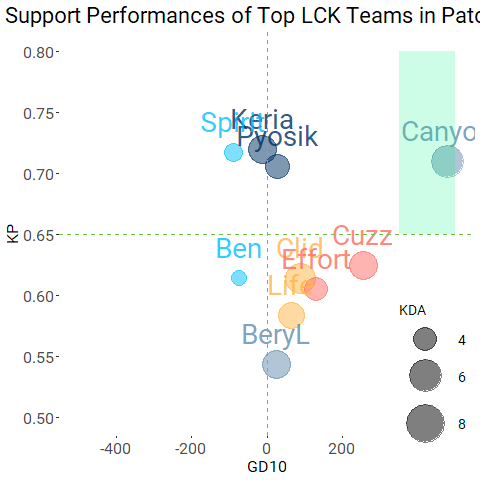 Support Performances of Top LCK Teams in Patc
0.80
0.75
0.70
0.65
0.60
0.55
0.50
KP
Spirit
Keria
Pyosik
Canyo
Cuzz
Clid
Effort
Ben
Life
BeryL
KDA
4
6
8
-400
-200
0
200
GD10